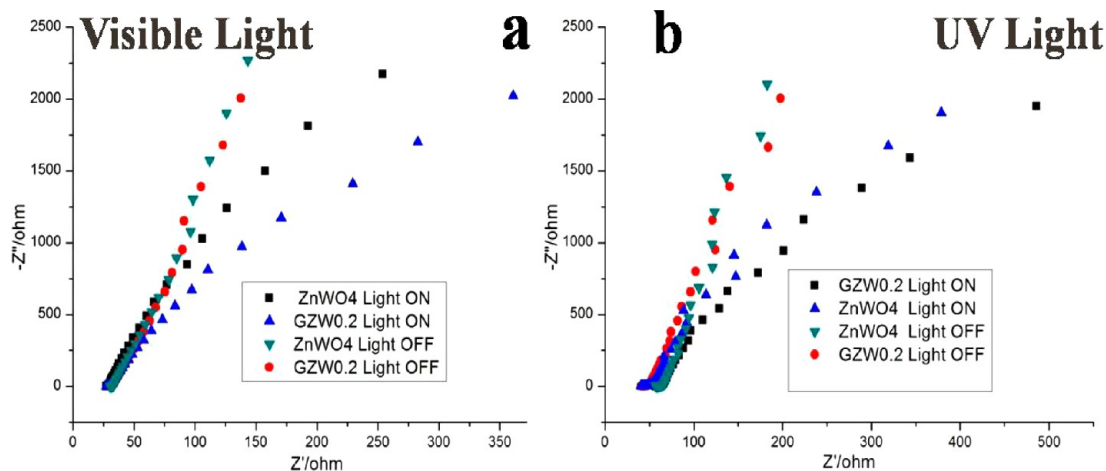 Visible Light a
2500
2000
1500
1000
500
0
-Z"/ohm
ZnWO4 Light ON
GZW0.2 Light ON
ZnWO4 Light OFF
GZW0.2 Light OFF
0 50 100 150 200 250 300 350
Z'/ohm
b UV Light
2500
2000
1500
1000
500
0
-Z"/ohm
GZW0.2 Light ON
ZnWO4 Light ON
ZnWO4 Light OFF
GZW0.2 Light OFF
0 100 200 300 400 500
Z'/ohm